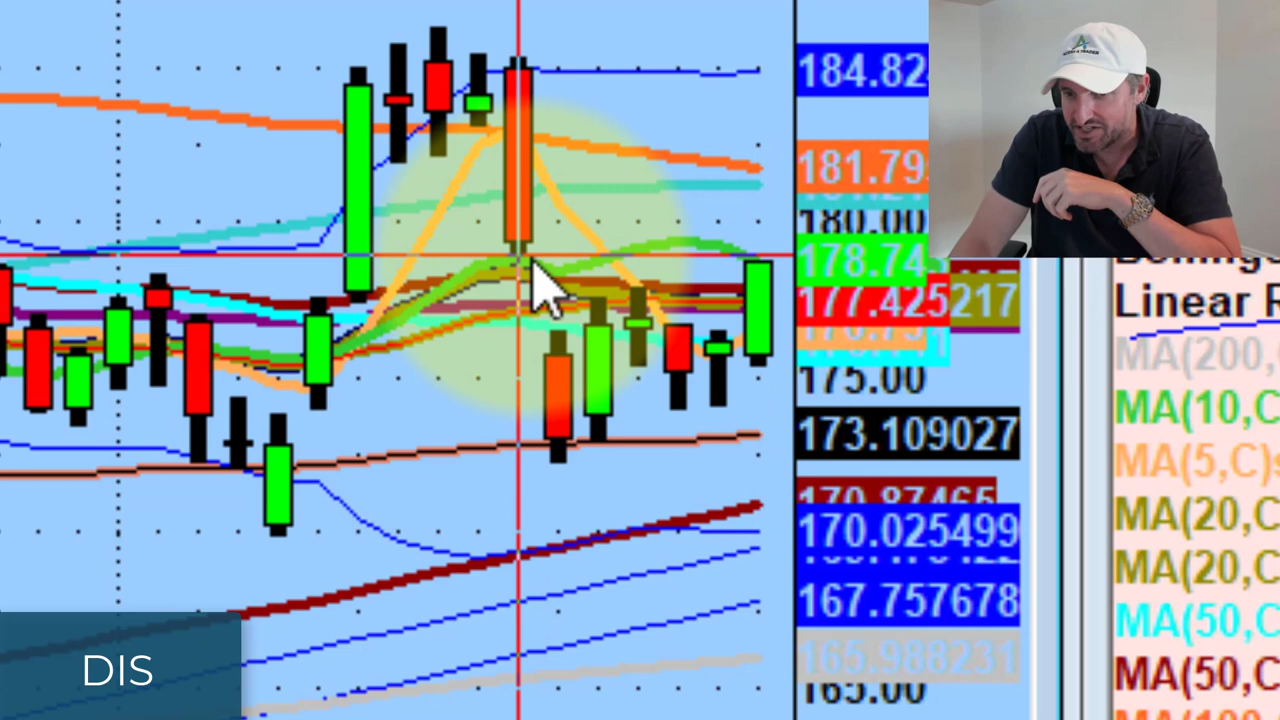 184.82
181.79
180.00
178.74
177.425
217
175.00
173.109027
170.87465
170.025499
167.757678
165.988231
165.00
Linear R
MA(200,
MA(10,C
MA(5,C)s
MA(20,C
MA(20,C
MA(50,C
MA(50,C
DIS